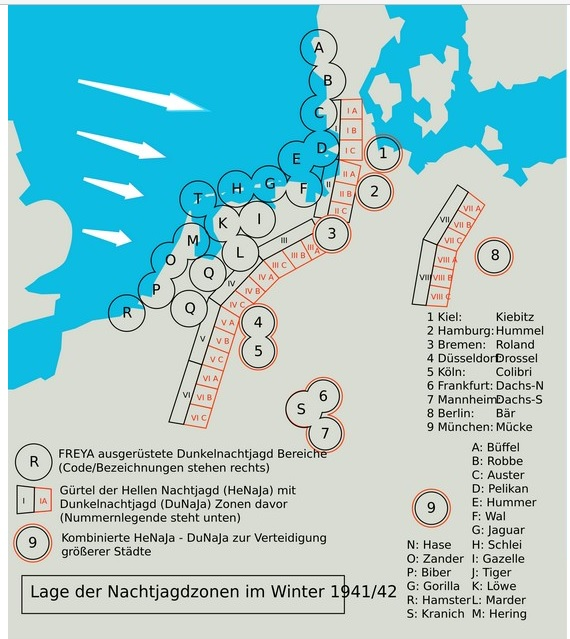 A
B
C
I
I A
I B
I C
D
E
1
II A
II
II B
2
II C
T
H
G
F
K
I
3
III
III A
III B
III C
M
L
O
Q
IV
IV A
IV B
IV C
P
R
Q
V A
4
V
V B
V C
5
VI A
VI
VI B
VI C
VII
VII A
VII B
VII C
VIII
VIII A
VIII B
VIII C
8
6
S
7
9
1 Kiel: Kiebitz
2 Hamburg: Hummel
3 Bremen: Roland
4 Düsseldorf: Drossel
5 Köln: Colibri
6 Frankfurt: Dachs-N
7 Mannheim: Dachs-S
8 Berlin: Bär
9 München: Mücke
A: Büffel
B: Robbe
C: Auster
D: Pelikan
E: Hummer
F: Wal
G: Jaguar
N: Hase H: Schlei
O: Zander I: Gazelle
P: Biber J: Tiger
G: Gorilla K: Löwe
R: Hamster L: Marder
S: Kranich M: Hering
R FREYA ausgerüstete Dunkelnachtjagd Bereiche
(Code/Bezeichnungen stehen rechts)
I IA Gürtel der Hellen Nachtjagd (HeNaJa) mit
Dunkelnachtjagd (DuNaJa) Zonen davor
(Nummernlegende steht unten)
9 Kombinierte HeNaJa - DuNaJa zur Verteidigung
größerer Städte
Lage der Nachtjagdzonen im Winter 1941/42